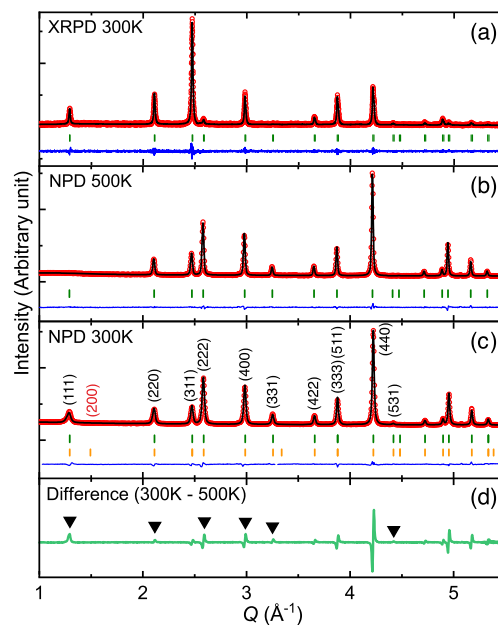 XRPD 300K
(a)
NPD 500K
(b)
NPD 300K
(c)
(111)
(200)
(220)
(311)
(222)
(400)
(331)
(422)
(333) (511)
(440)
(531)
Difference (300K - 500K)
(d)
Intensity (Arbitrary unit)
1 2 3 4 5
Q (Å⁻¹)